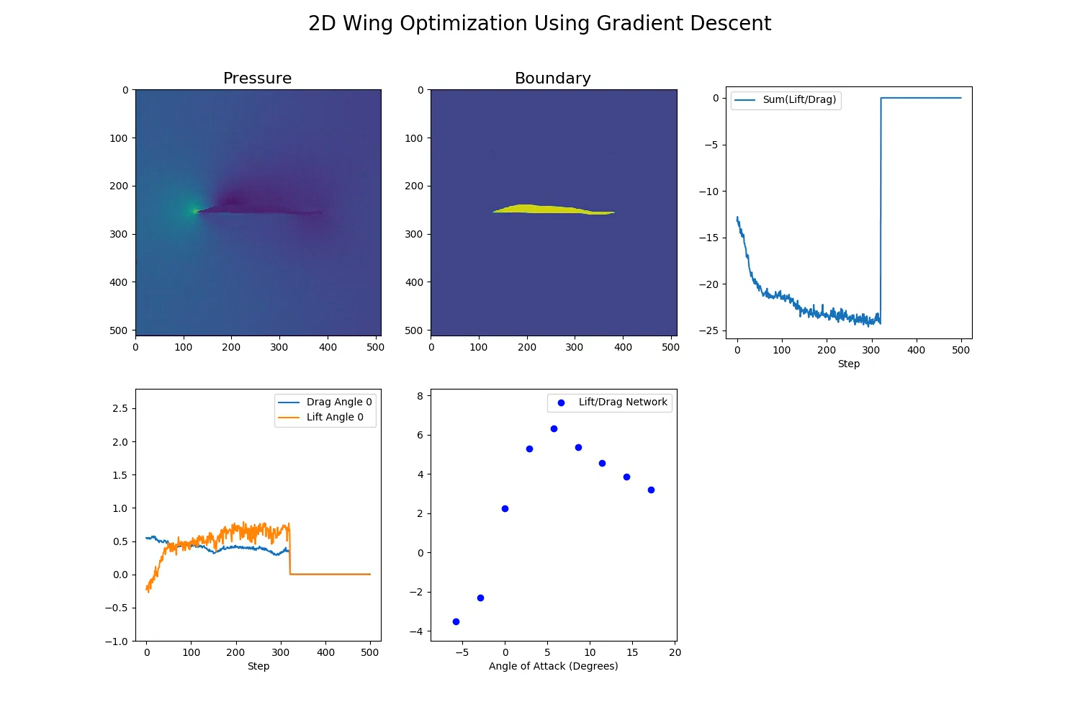 2D Wing Optimization Using Gradient Descent
Pressure
0
100
200
300
400
500
0 100 200 300 400 500
Boundary
0
100
200
300
400
500
0 100 200 300 400 500
Sum(Lift/Drag)
0
−5
−10
−15
−20
−25
0 100 200 300 400 500
Step
Drag Angle 0
Lift Angle 0
2.5
2.0
1.5
1.0
0.5
0.0
−0.5
−1.0
0 100 200 300 400 500
Step
Lift/Drag Network
8
6
4
2
0
−2
−4
−5 0 5 10 15 20
Angle of Attack (Degrees)